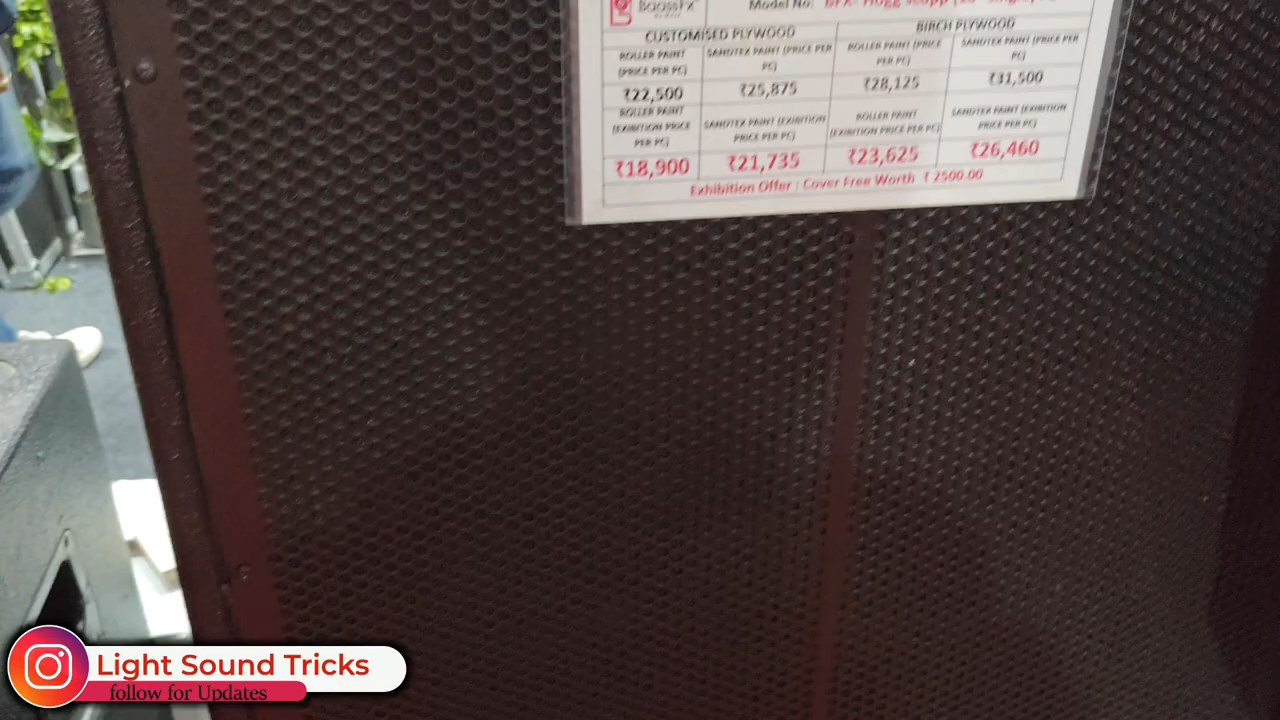 BaassFx
Model No:
CUSTOMISED PLYWOOD
BIRCH PLYWOOD
ROLLER PAINT (PRICE PER PC)
SANDTEX PAINT (PRICE PER PC)
ROLLER PAINT (PRICE PER PC)
SANDTEX PAINT (PRICE PER PC)
₹22,500
₹25,875
₹28,125
₹31,500
ROLLER PAINT (EXIBITION PRICE PER PC)
SANDTEX PAINT (EXIBITION PRICE PER PC)
ROLLER PAINT (EXIBITION PRICE PER PC)
SANDTEX PAINT (EXIBITION PRICE PER PC)
₹18,900
₹21,735
₹23,625
₹26,460
Exhibition Offer : Cover Free Worth ₹ 2500.00
Light Sound Tricks
follow for Updates